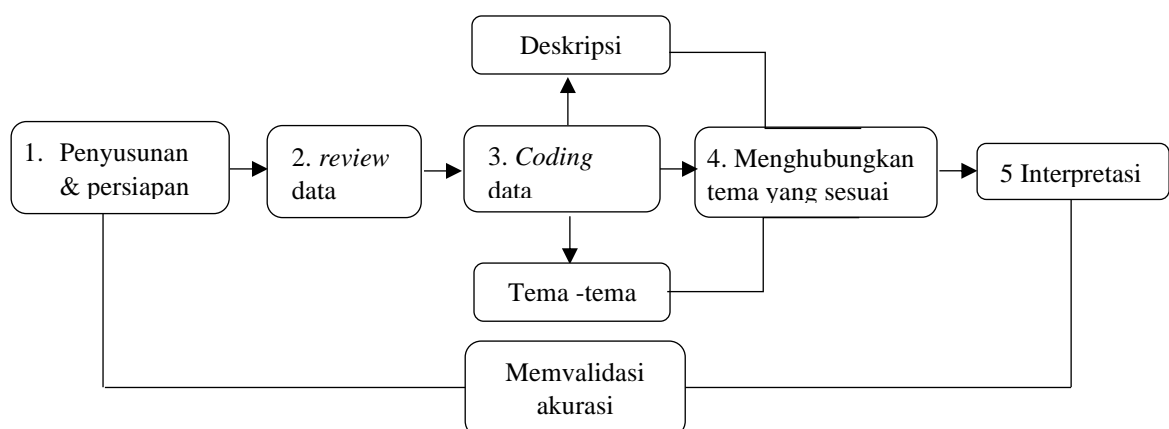 Deskripsi
1. Penyusunan
& persiapan
2. review
data
3. Coding
data
4. Menghubungkan
tema yang sesuai
5 Interpretasi
Tema -tema
Memvalidasi
akurasi